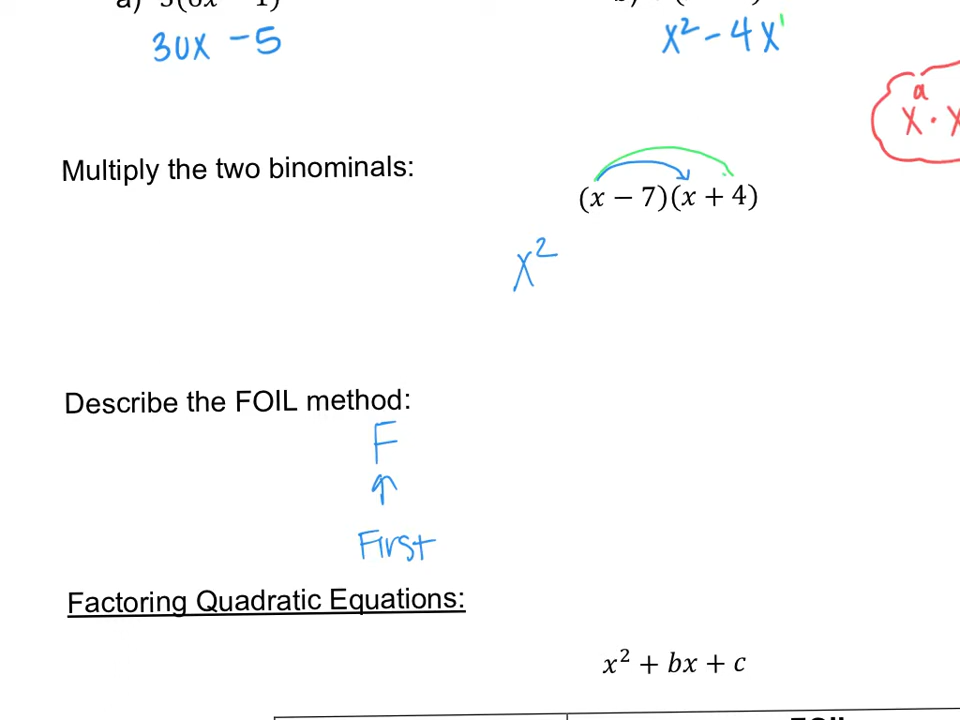 30x - 5
x² - 4x¹
a
x · x
Multiply the two binominals:
(x − 7)(x + 4)
x²
Describe the FOIL method:
F
↑
First
Factoring Quadratic Equations:
x² + bx + c